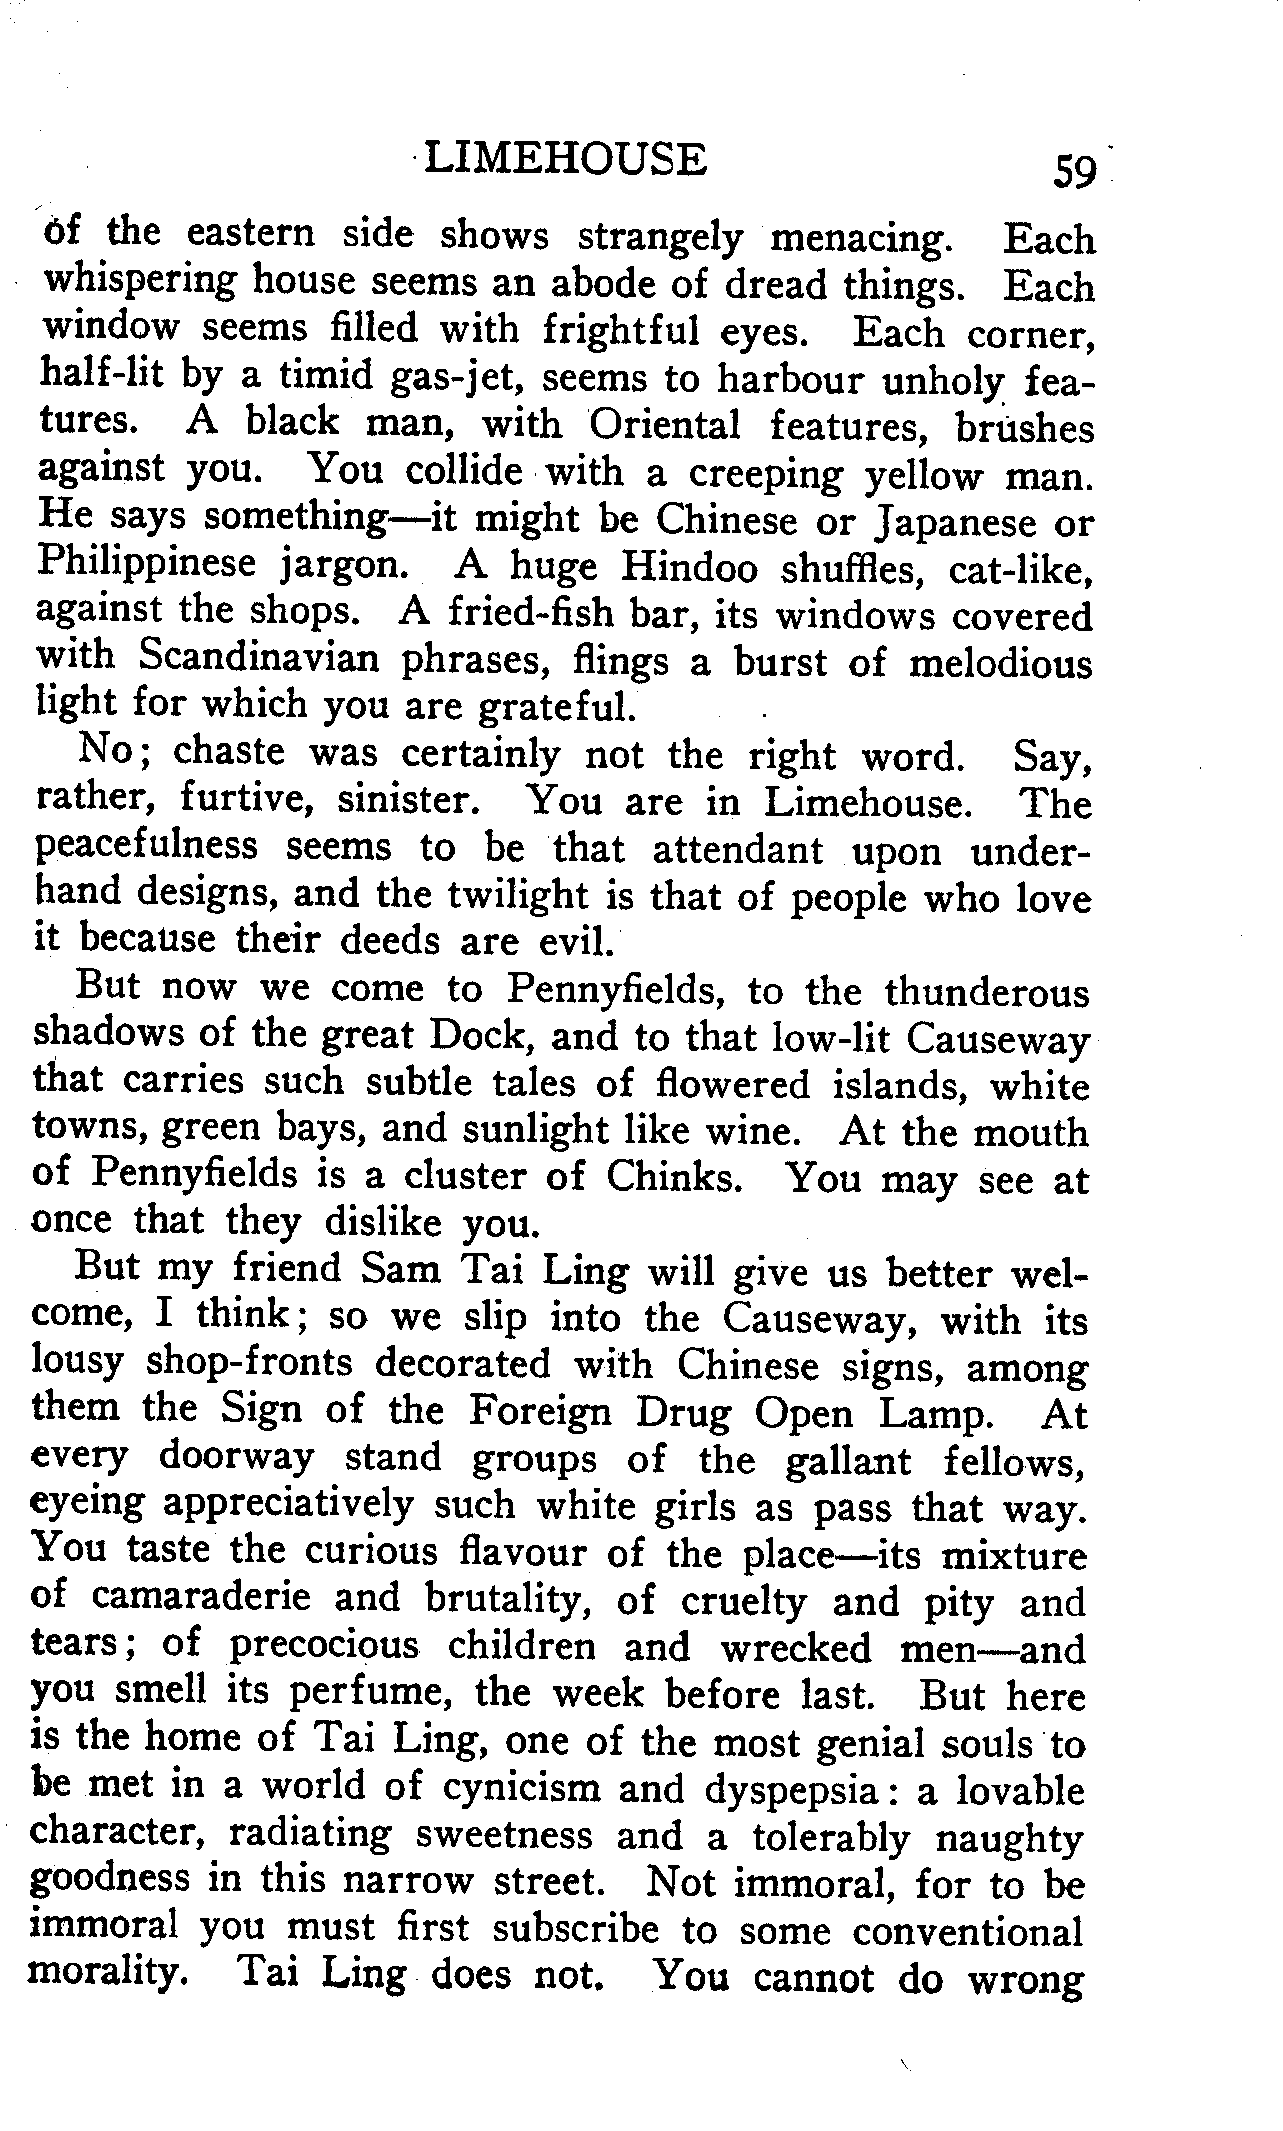 LIMEHOUSE 59
of the eastern side shows strangely menacing. Each
whispering house seems an abode of dread things. Each
window seems filled with frightful eyes. Each corner,
half-lit by a timid gas-jet, seems to harbour unholy fea-
tures. A black man, with Oriental features, brushes
against you. You collide with a creeping yellow man.
He says something—it might be Chinese or Japanese or
Philippinese jargon. A huge Hindoo shuffles, cat-like,
against the shops. A fried-fish bar, its windows covered
with Scandinavian phrases, flings a burst of melodious
light for which you are grateful.
No; chaste was certainly not the right word. Say,
rather, furtive, sinister. You are in Limehouse. The
peacefulness seems to be that attendant upon under-
hand designs, and the twilight is that of people who love
it because their deeds are evil.
But now we come to Pennyfields, to the thunderous
shadows of the great Dock, and to that low-lit Causeway
that carries such subtle tales of flowered islands, white
towns, green bays, and sunlight like wine. At the mouth
of Pennyfields is a cluster of Chinks. You may see at
once that they dislike you.
But my friend Sam Tai Ling will give us better wel-
come, I think; so we slip into the Causeway, with its
lousy shop-fronts decorated with Chinese signs, among
them the Sign of the Foreign Drug Open Lamp. At
every doorway stand groups of the gallant fellows,
eyeing appreciatively such white girls as pass that way.
You taste the curious flavour of the place—its mixture
of camaraderie and brutality, of cruelty and pity and
tears; of precocious children and wrecked men—and
you smell its perfume, the week before last. But here
is the home of Tai Ling, one of the most genial souls to
be met in a world of cynicism and dyspepsia: a lovable
character, radiating sweetness and a tolerably naughty
goodness in this narrow street. Not immoral, for to be
immoral you must first subscribe to some conventional
morality. Tai Ling does not. You cannot do wrong